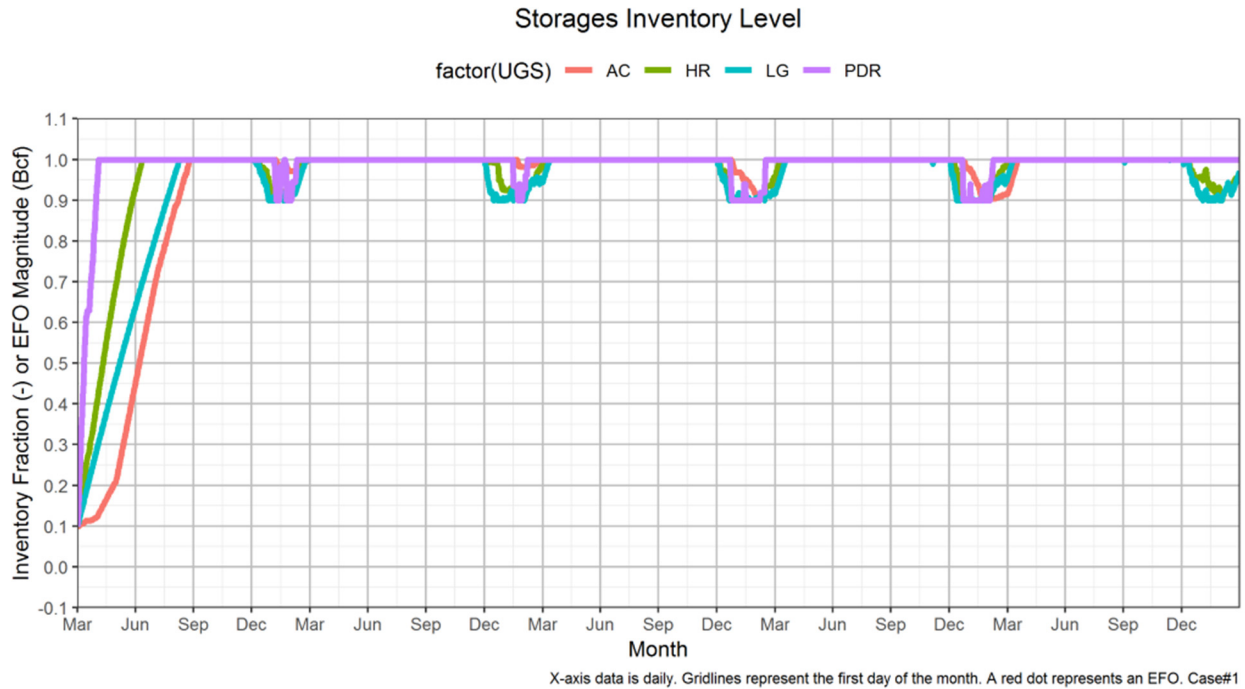 Storages Inventory Level
factor(UGS) AC HR LG PDR
Inventory Fraction (-) or EFO Magnitude (Bcf)
1.1
1.0
0.9
0.8
0.7
0.6
0.5
0.4
0.3
0.2
0.1
0.0
-0.1
Mar Jun Sep Dec Mar Jun Sep Dec Mar Jun Sep Dec Mar Jun Sep Dec Mar Jun Sep Dec
Month
X-axis data is daily. Gridlines represent the first day of the month. A red dot represents an EFO. Case#1